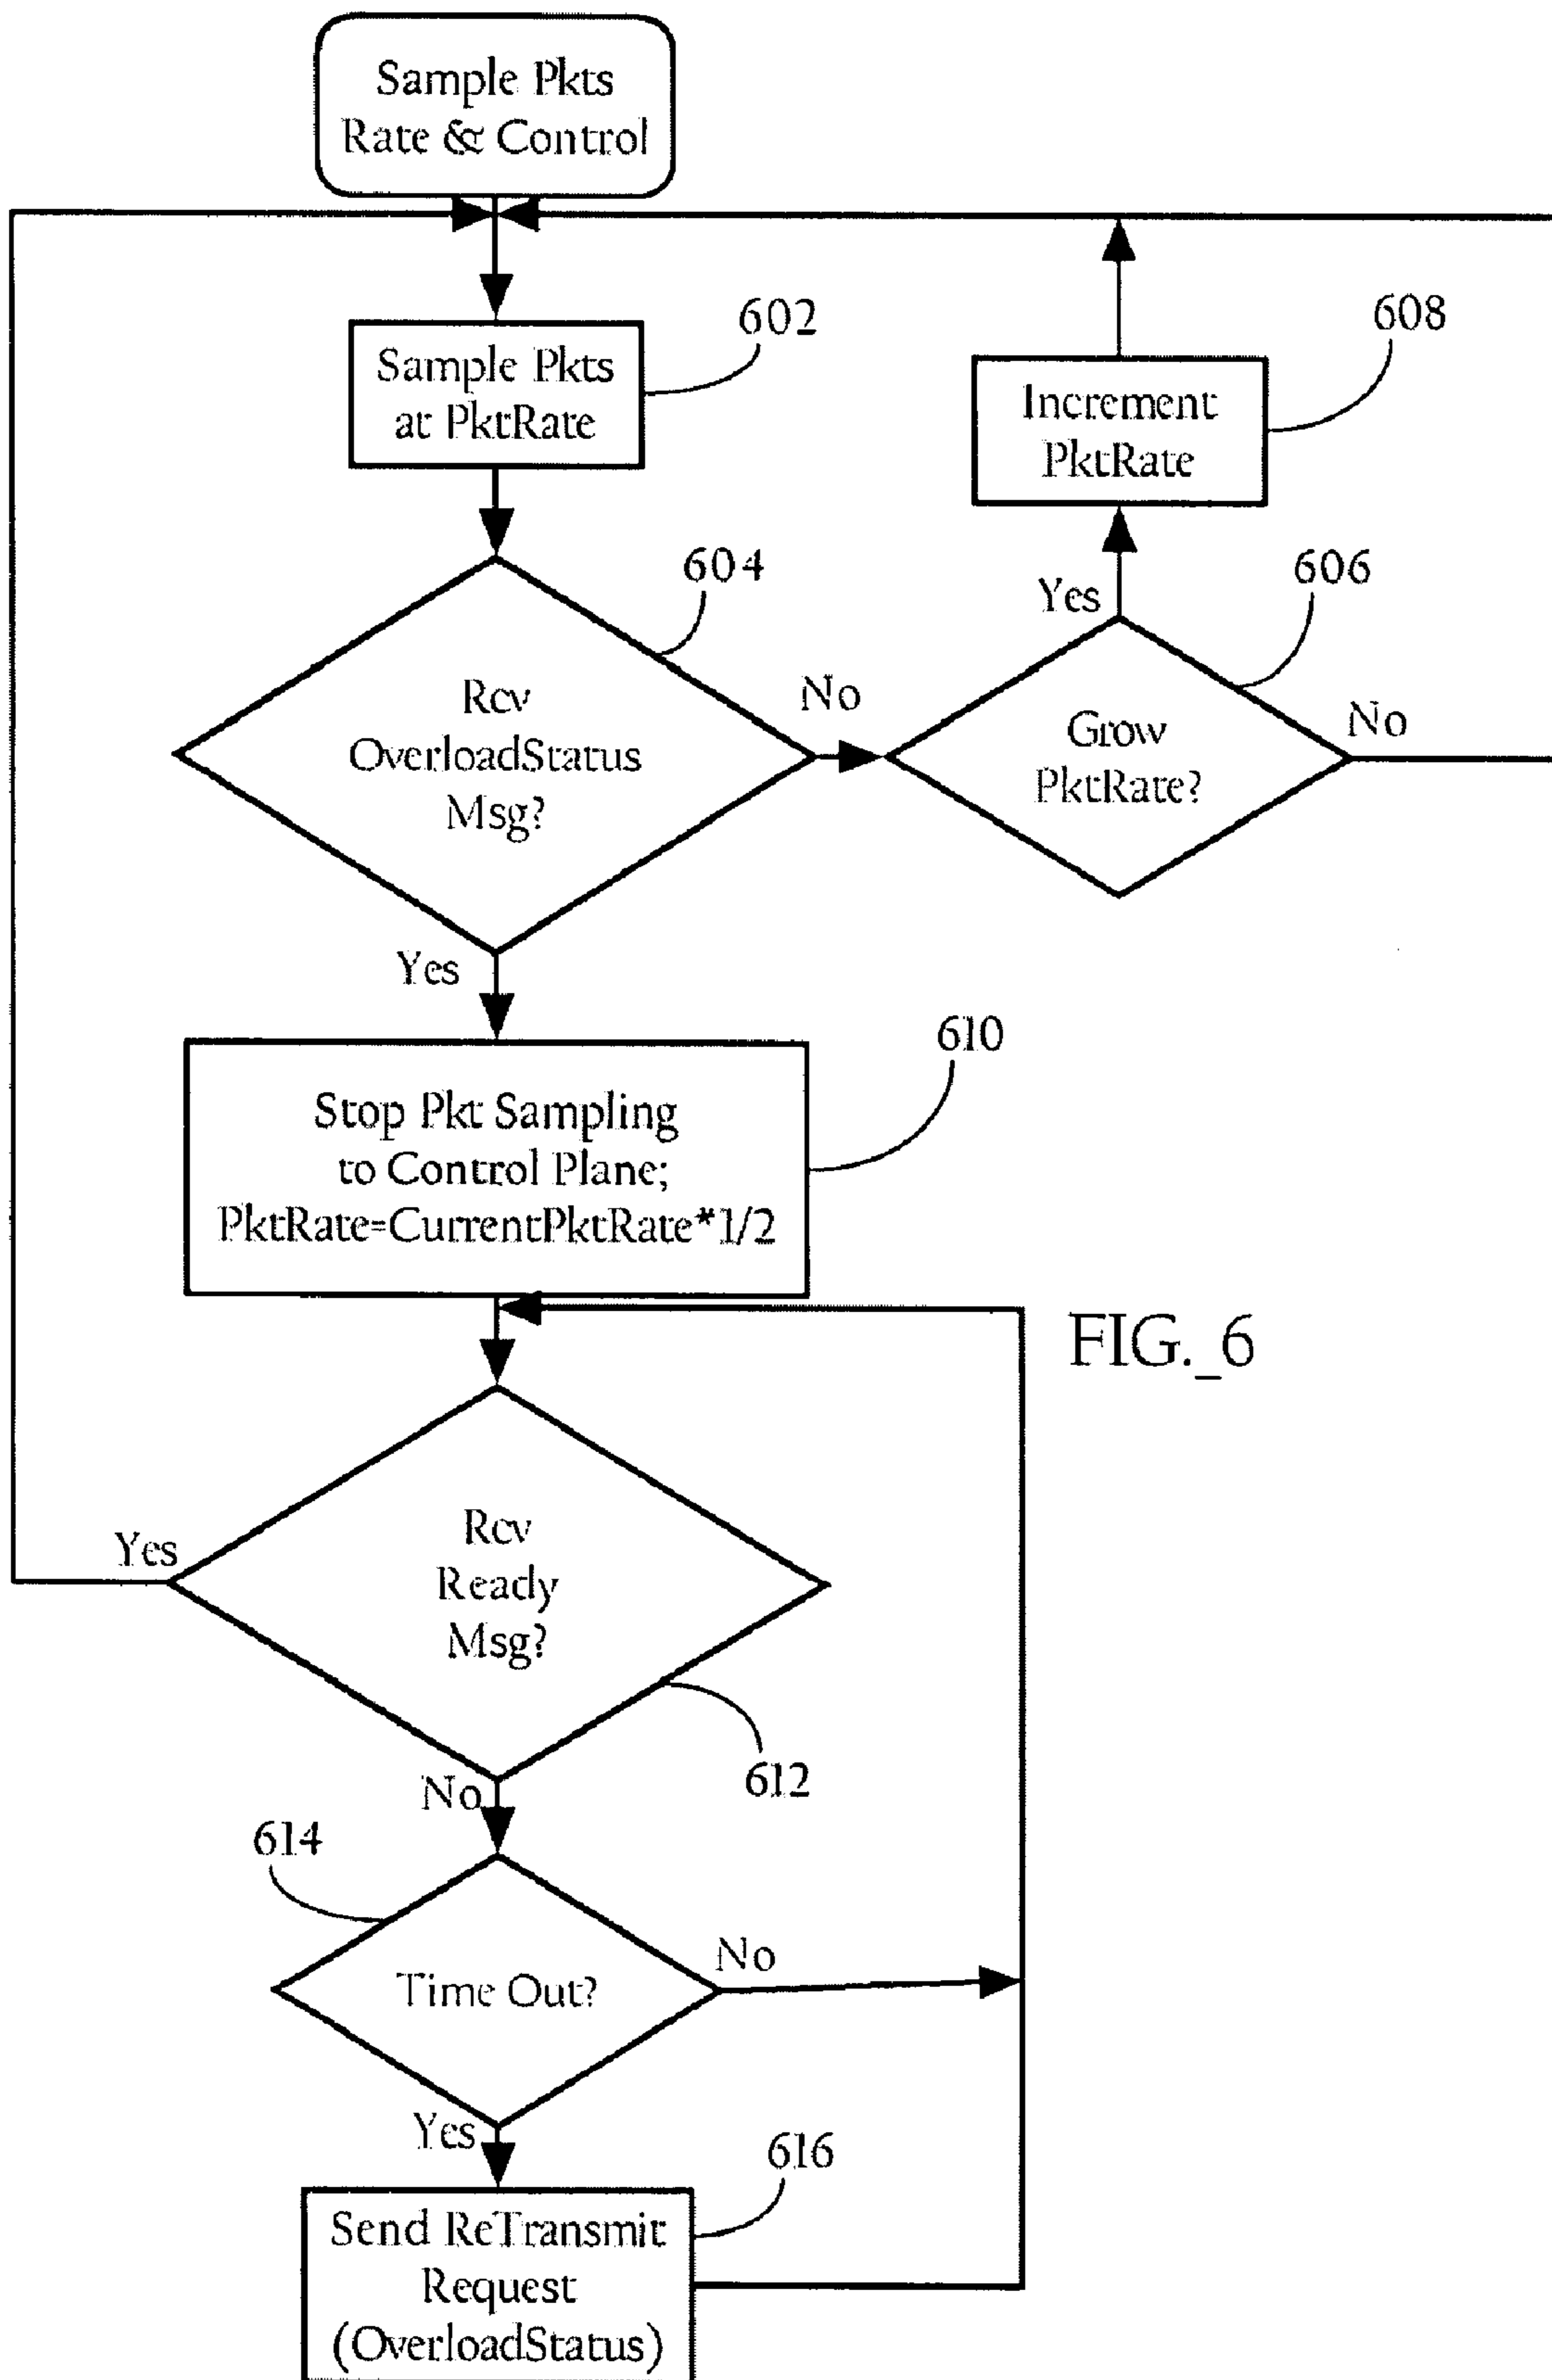 Sample Pkts
Rate & Control
602
608
Sample Pkts
at PktRate
Increment
PktRate
604
606
Yes
Rcv
OverloadStatus
Msg?
No
Grow
PktRate?
No
Yes
610
Stop Pkt Sampling
to Control Plane;
PktRate=CurrentPktRate*1/2
FIG._6
Yes
Rcv
Ready
Msg?
612
No
614
Time Out?
No
Yes
616
Send ReTransmit
Request
(OverloadStatus)